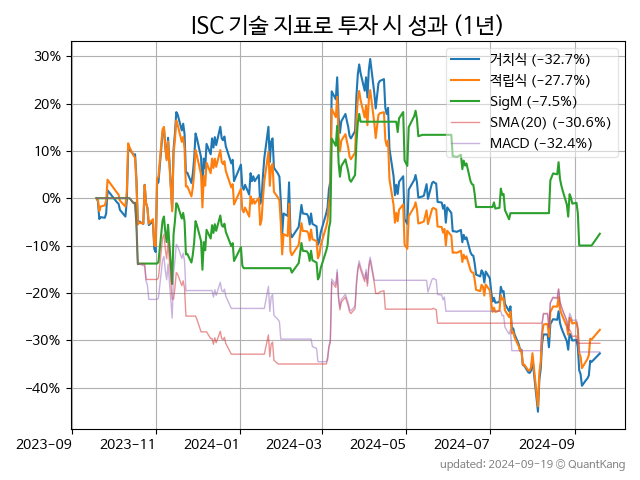 ISC 기술 지표로 투자 시 성과 (1년)
거치식 (−32.7%)
적립식 (−27.7%)
SigM (−7.5%)
SMA(20) (−30.6%)
MACD (−32.4%)
30%
20%
10%
0%
−10%
−20%
−30%
−40%
2023-09 2023-11 2024-01 2024-03 2024-05 2024-07 2024-09
updated: 2024-09-19 @ QuantKang